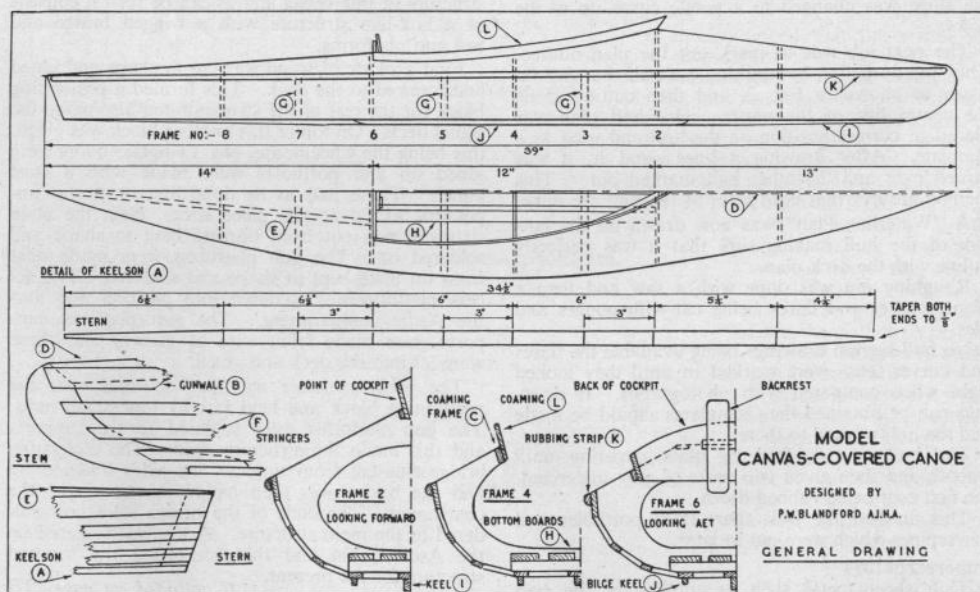 L
G G G K
J I
FRAME NO:- 8 7 6 5 4 3 2
39"
14" 12" 13"
E H D
DETAIL OF KEELSON A
34½"
6½" 6¼" 6" 6" 5¼" 4½"
3" 3" 3"
STERN
TAPER BOTH
ENDS TO ⅛"
D
GUNWALE B
F
STEM
E
KEELSON
A
STERN
STRINGERS
POINT OF COCKPIT
FRAME 2
LOOKING FORWARD
KEEL I
COAMING
FRAME C
COAMING L
RUBBING STRIP K
FRAME 4
BOTTOM BOARDS
H
BACK OF COCKPIT
BACKREST
FRAME 6
LOOKING AFT
BILGE KEEL J
MODEL
CANVAS-COVERED CANOE
DESIGNED BY
P.W.BLANDFORD A.I.N.A.
GENERAL DRAWING